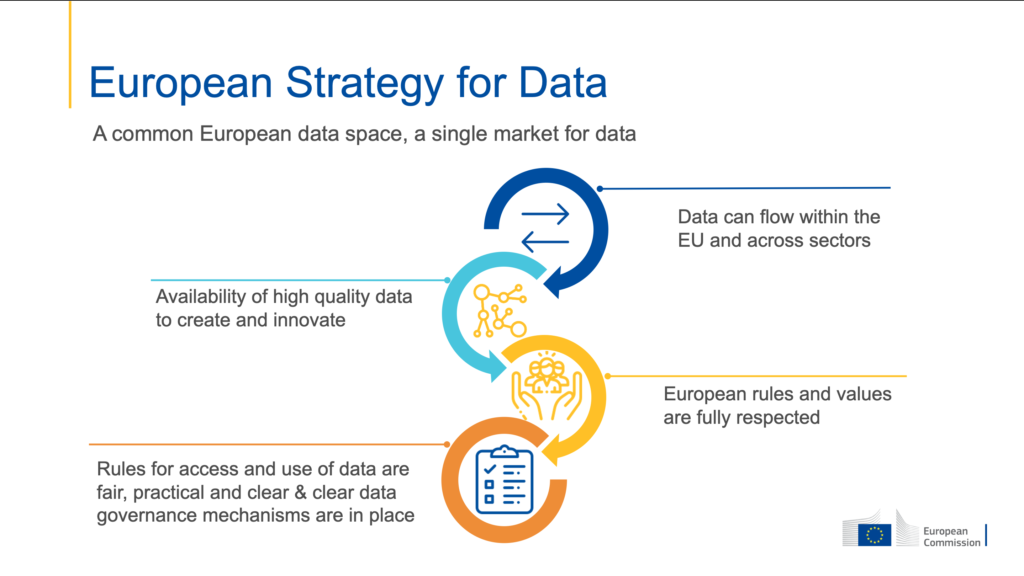 European Strategy for Data
A common European data space, a single market for data
Data can flow within the
EU and across sectors
Availability of high quality data
to create and innovate
European rules and values
are fully respected
Rules for access and use of data are
fair, practical and clear & clear data
governance mechanisms are in place
European
Commission